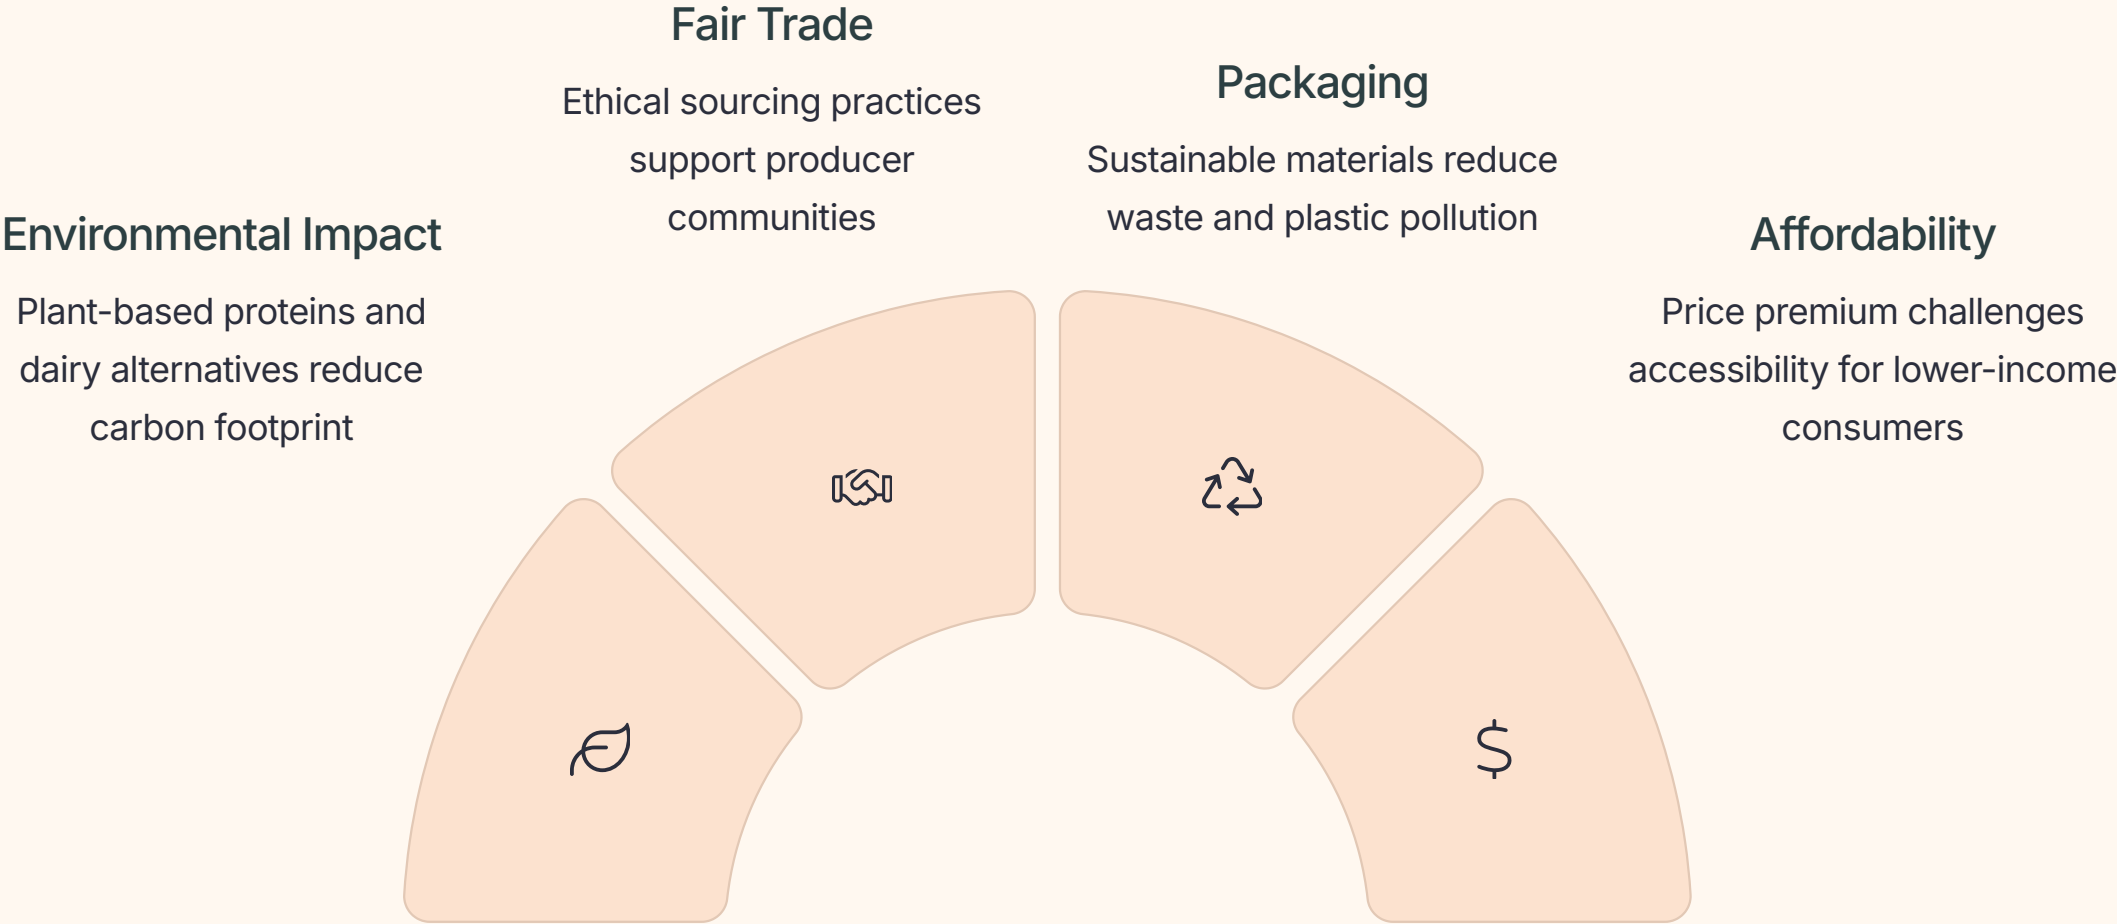 Fair Trade
Ethical sourcing practices
support producer
communities
Packaging
Sustainable materials reduce
waste and plastic pollution
Environmental Impact
Plant-based proteins and
dairy alternatives reduce
carbon footprint
Affordability
Price premium challenges
accessibility for lower-income
consumers